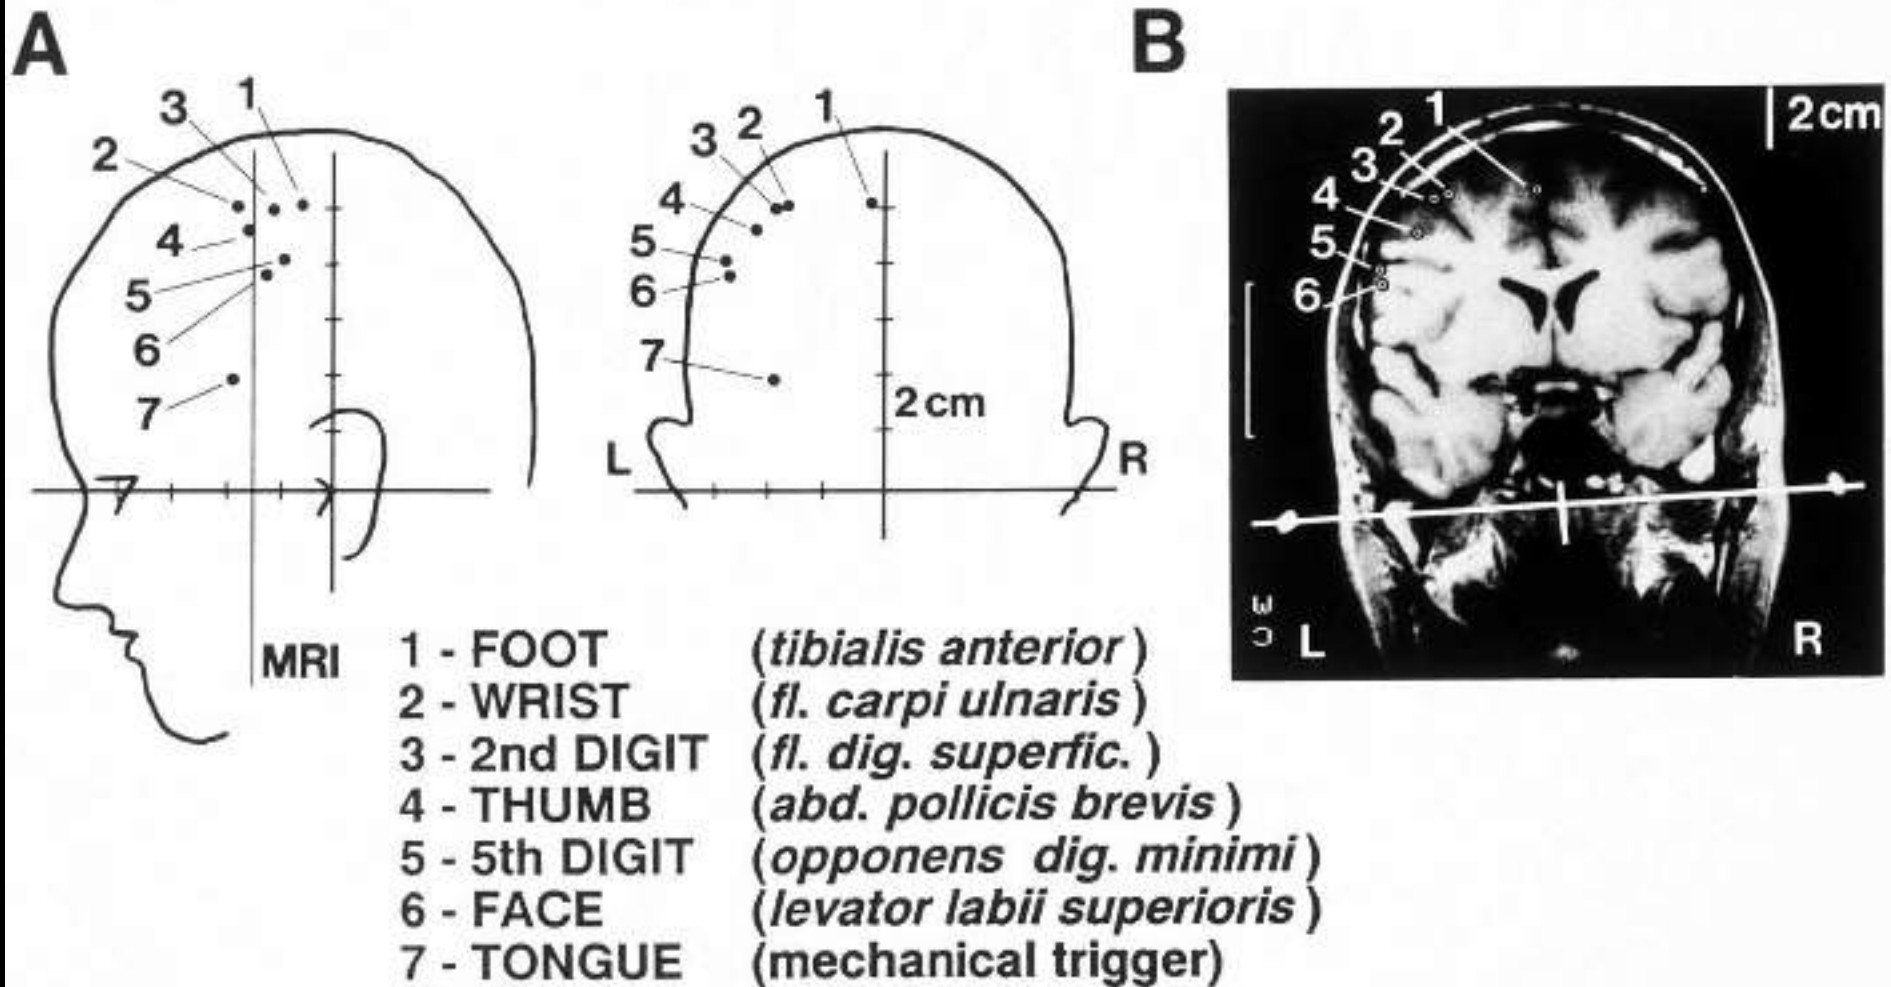 A
B
3 1
2
4
5
6
7
MRI
1
2
3
4
5
6
7
2 cm
L R
1
2
3
4
5
6
2 cm
L R
1 - FOOT (tibialis anterior)
2 - WRIST (fl. carpi ulnaris)
3 - 2nd DIGIT (fl. dig. superfic.)
4 - THUMB (abd. pollicis brevis)
5 - 5th DIGIT (opponens dig. minimi)
6 - FACE (levator labii superioris)
7 - TONGUE (mechanical trigger)